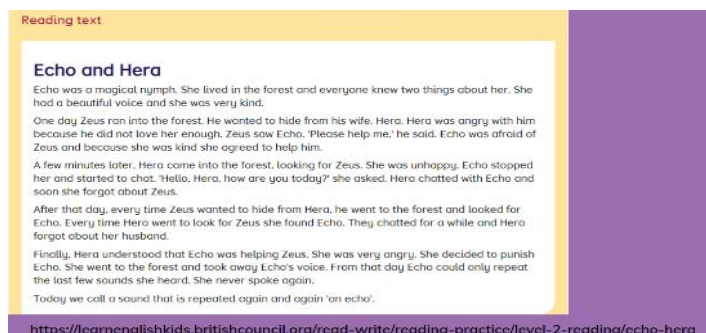 Reading text
Echo and Hera
Echo was a magical nymph. She lived in the forest and everyone knew two things about her. She
had a beautiful voice and she was very kind.
One day Zeus ran into the forest. He wanted to hide from his wife, Hera. Hera was angry with him
because he did not love her enough. Zeus saw Echo. 'Please help me,' he said. Echo was afraid of
Zeus and because she was kind she agreed to help him.
A few minutes later, Hera came into the forest, looking for Zeus. She was unhappy. Echo stopped
her and started to chat. 'Hello, Hera, how are you today?' she asked. Hera chatted with Echo and
soon she forgot about Zeus.
After that day, every time Zeus wanted to hide from Hera, he went to the forest and looked for
Echo. Every time Hera went to look for Zeus she found Echo. They chatted for a while and Hera
forgot about her husband.
Finally, Hera understood that Echo was helping Zeus. She was very angry. She decided to punish
Echo. She went to the forest and took away Echo's voice. From that day Echo could only repeat
the last few sounds she heard. She never spoke again.
Today we call a sound that is repeated again and again 'an echo'.
https://learnenglishkids.britishcouncil.org/read-write/reading-practice/level-2-reading/echo-hera